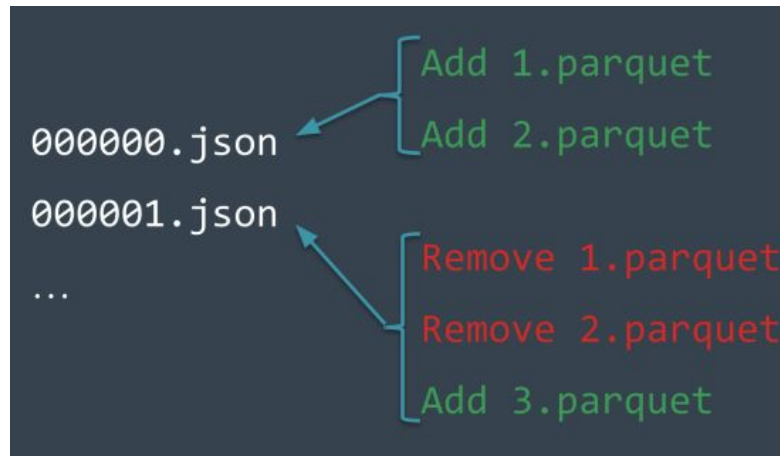 000000.json
Add 1.parquet
Add 2.parquet
000001.json
Remove 1.parquet
Remove 2.parquet
Add 3.parquet
...